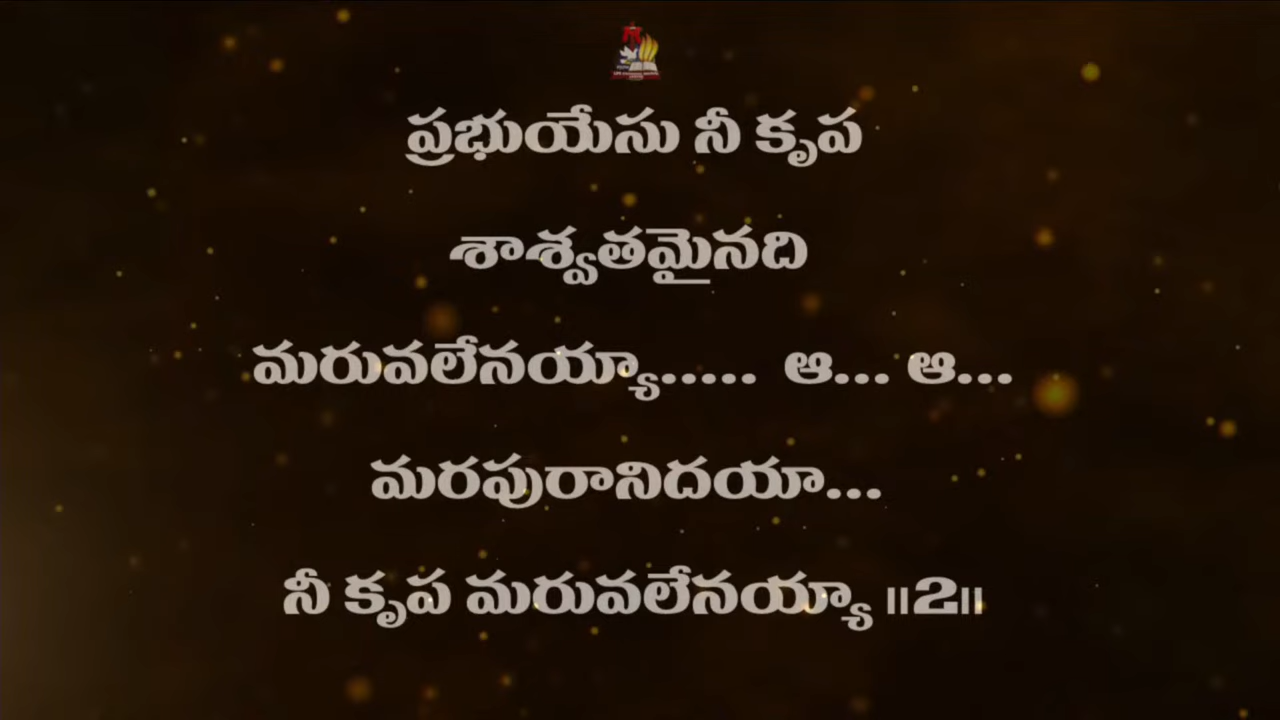 ప్రభుయేసు నీ కృప
శాశ్వతమైనది
మరువలేనయ్యా..... ఆ... ఆ...
మరపురానిదయా...
నీ కృప మరువలేనయ్యా ॥2॥